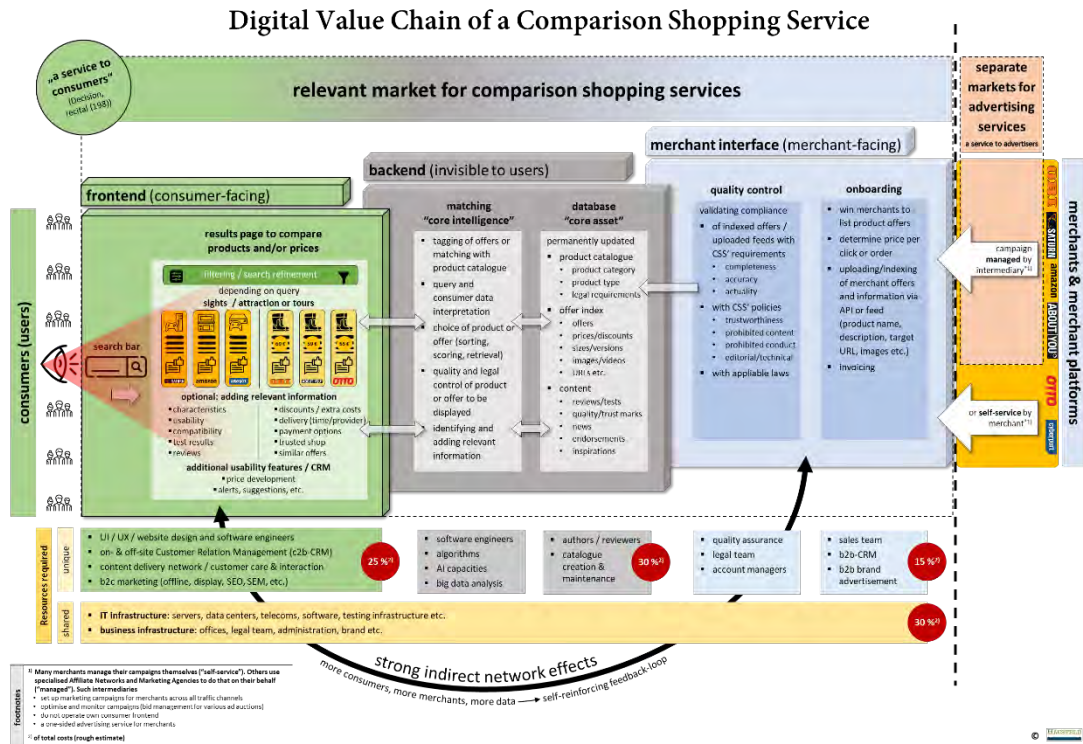 Digital Value Chain of a Comparison Shopping Service
„a service to
consumers“
(Decision,
recital (198))
relevant market for comparison shopping services
separate
markets for
advertising
services
a service to advertisers
frontend (consumer-facing)
backend (invisible to users)
merchant interface (merchant-facing)
consumers (users)
search bar
results page to compare
products and/or prices
filtering / search refinement
depending on query
sights / attraction or tours
OTTO
optional: adding relevant information
▪ characteristics
▪ usability
▪ compatibility
▪ test results
▪ reviews
▪ discounts / extra costs
▪ delivery (time/provider)
▪ payment options
▪ trusted shop
▪ similar offers
additional usability features / CRM
▪ price development
▪ alerts, suggestions, etc.
matching
“core intelligence”
▪ tagging of offers or
matching with
product catalogue
▪ query and
consumer data
interpretation
▪ choice of product or
offer (sorting,
scoring, retrieval)
▪ quality and legal
control of product
or offer to be
displayed
▪ identifying and
adding relevant
information
database
“core asset”
permanently updated
▪ product catalogue
• product category
• product type
• legal requirements
▪ offer index
• offers
• prices/discounts
• sizes/versions
• images/videos
• URLs etc.
▪ content
• reviews/tests
• quality/trust marks
• news
• endorsements
• inspirations
quality control
validating compliance
▪ of indexed offers /
uploaded feeds with
CSS’ requirements
• completeness
• accuracy
• actuality
▪ with CSS’ policies
• trustworthiness
• prohibited content
• prohibited conduct
• editorial/technical
▪ with appliable laws
onboarding
▪ win merchants to
list product offers
▪ determine price per
click or order
▪ uploading/indexing
of merchant offers
and information via
API or feed
(product name,
description, target
URL, images etc.)
▪ invoicing
campaign
managed by
intermediary*¹⁾
or self-service by
merchant*¹⁾
SATURN
amazon
ABOUT YOU
OTTO
cyberport
merchants & merchant platforms
Resources required
unique
▪ UI / UX / website design and software engineers
▪ on- & off-site Customer Relation Management (c2b-CRM)
▪ content delivery network / customer care & interaction
▪ b2c marketing (offline, display, SEO, SEM, etc.)
25 %²⁾
▪ software engineers
▪ algorithms
▪ AI capacities
▪ big data analysis
▪ authors / reviewers
▪ catalogue
creation &
maintenance
30 %²⁾
▪ quality assurance
▪ legal team
▪ account managers
▪ sales team
▪ b2b-CRM
▪ b2b brand
advertisement
15 %²⁾
shared
▪ IT infrastructure: servers, data centers, telecoms, software, testing infrastructure etc.
▪ business infrastructure: offices, legal team, administration, brand etc.
30 %²⁾
strong indirect network effects
more consumers, more merchants, more data → self-reinforcing feedback-loop
footnotes
¹⁾ Many merchants manage their campaigns themselves (“self-service”). Others use
specialised Affiliate Networks and Marketing Agencies to do that on their behalf
(“managed”). Such intermediaries
• set up marketing campaigns for merchants across all traffic channels
• optimise and monitor campaigns (bid management for various ad auctions)
• do not operate own consumer frontend
• a one-sided advertising service for merchants
²⁾ of total costs (rough estimate)
© HAUSFELD